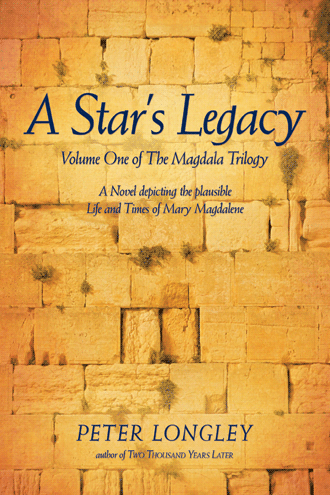 A Star's Legacy
Volume One of The Magdala Trilogy
A Novel depicting the plausible
Life and Times of Mary Magdalene
PETER LONGLEY
author of TWO THOUSAND YEARS LATER